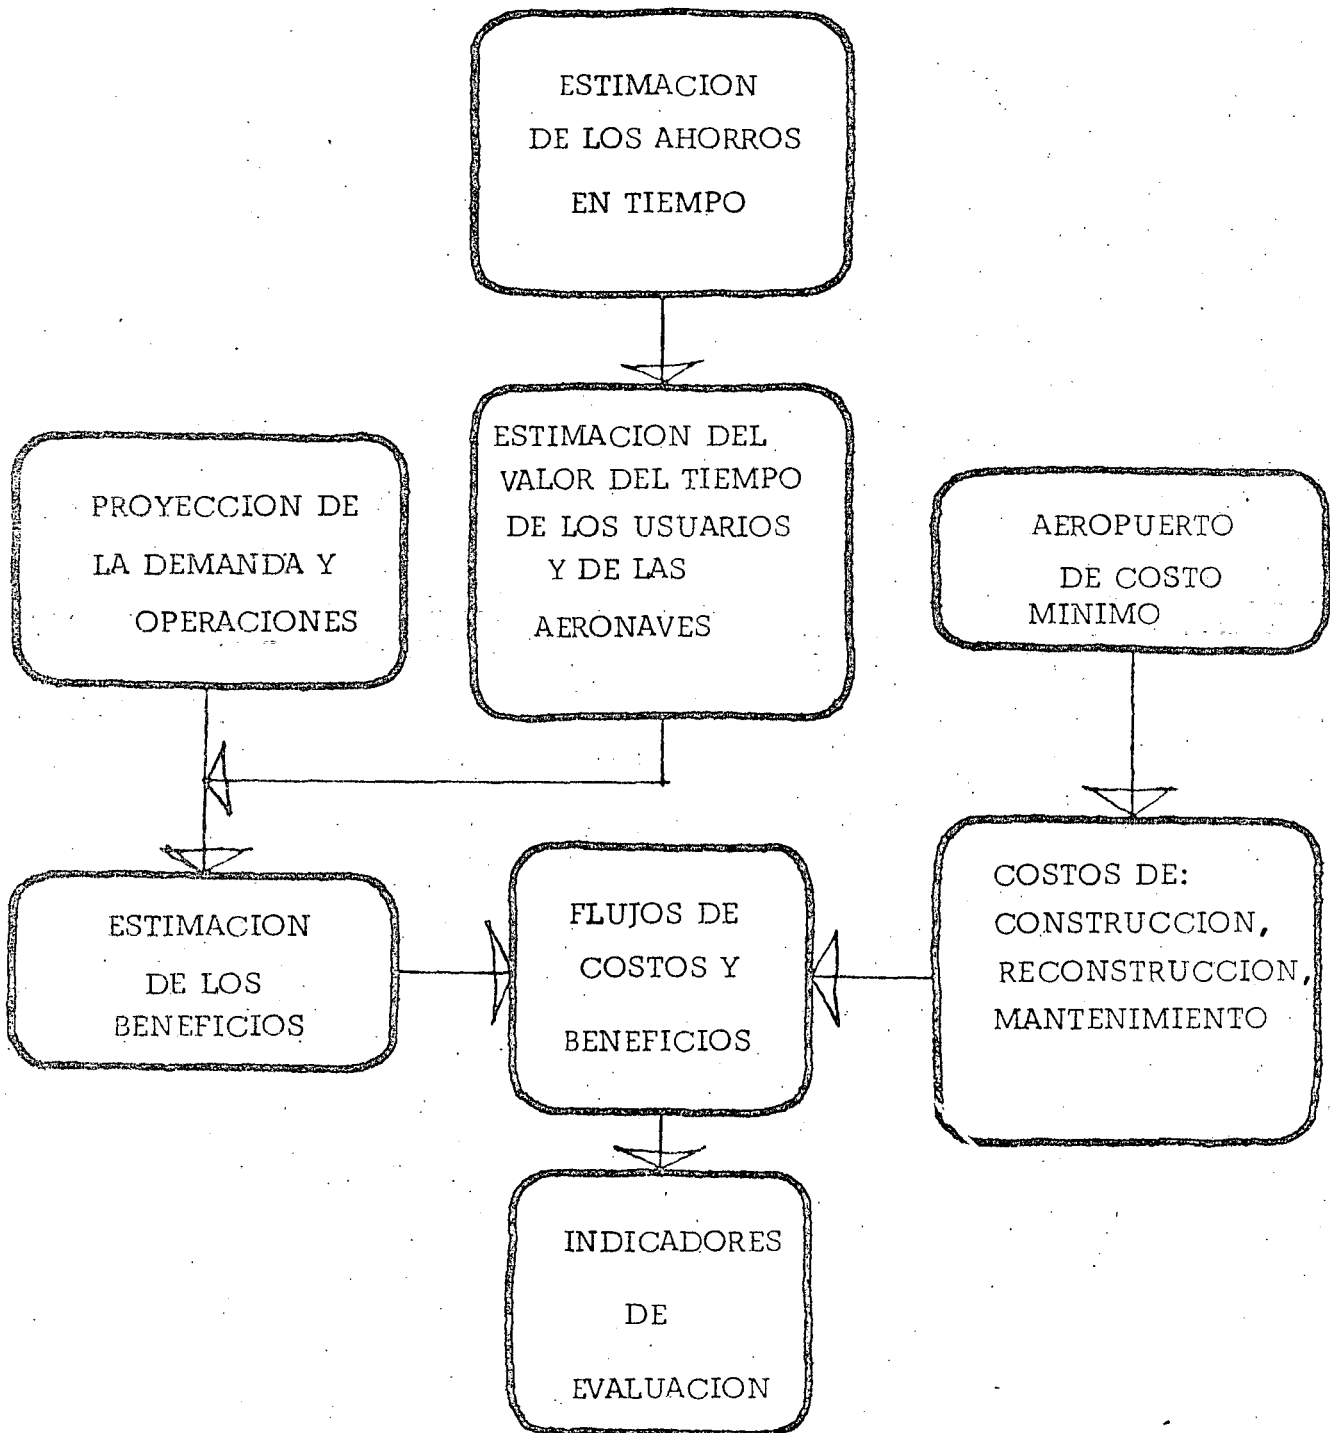 ESTIMACION
DE LOS AHORROS
EN TIEMPO
ESTIMACION DEL
VALOR DEL TIEMPO
DE LOS USUARIOS
Y DE LAS
AERONAVES
PROYECCION DE
LA DEMANDA Y
OPERACIONES
AEROPUERTO
DE COSTO
MINIMO
ESTIMACION
DE LOS
BENEFICIOS
FLUJOS DE
COSTOS Y
BENEFICIOS
COSTOS DE:
CONSTRUCCION,
RECONSTRUCCION,
MANTENIMIENTO
INDICADORES
DE
EVALUACION